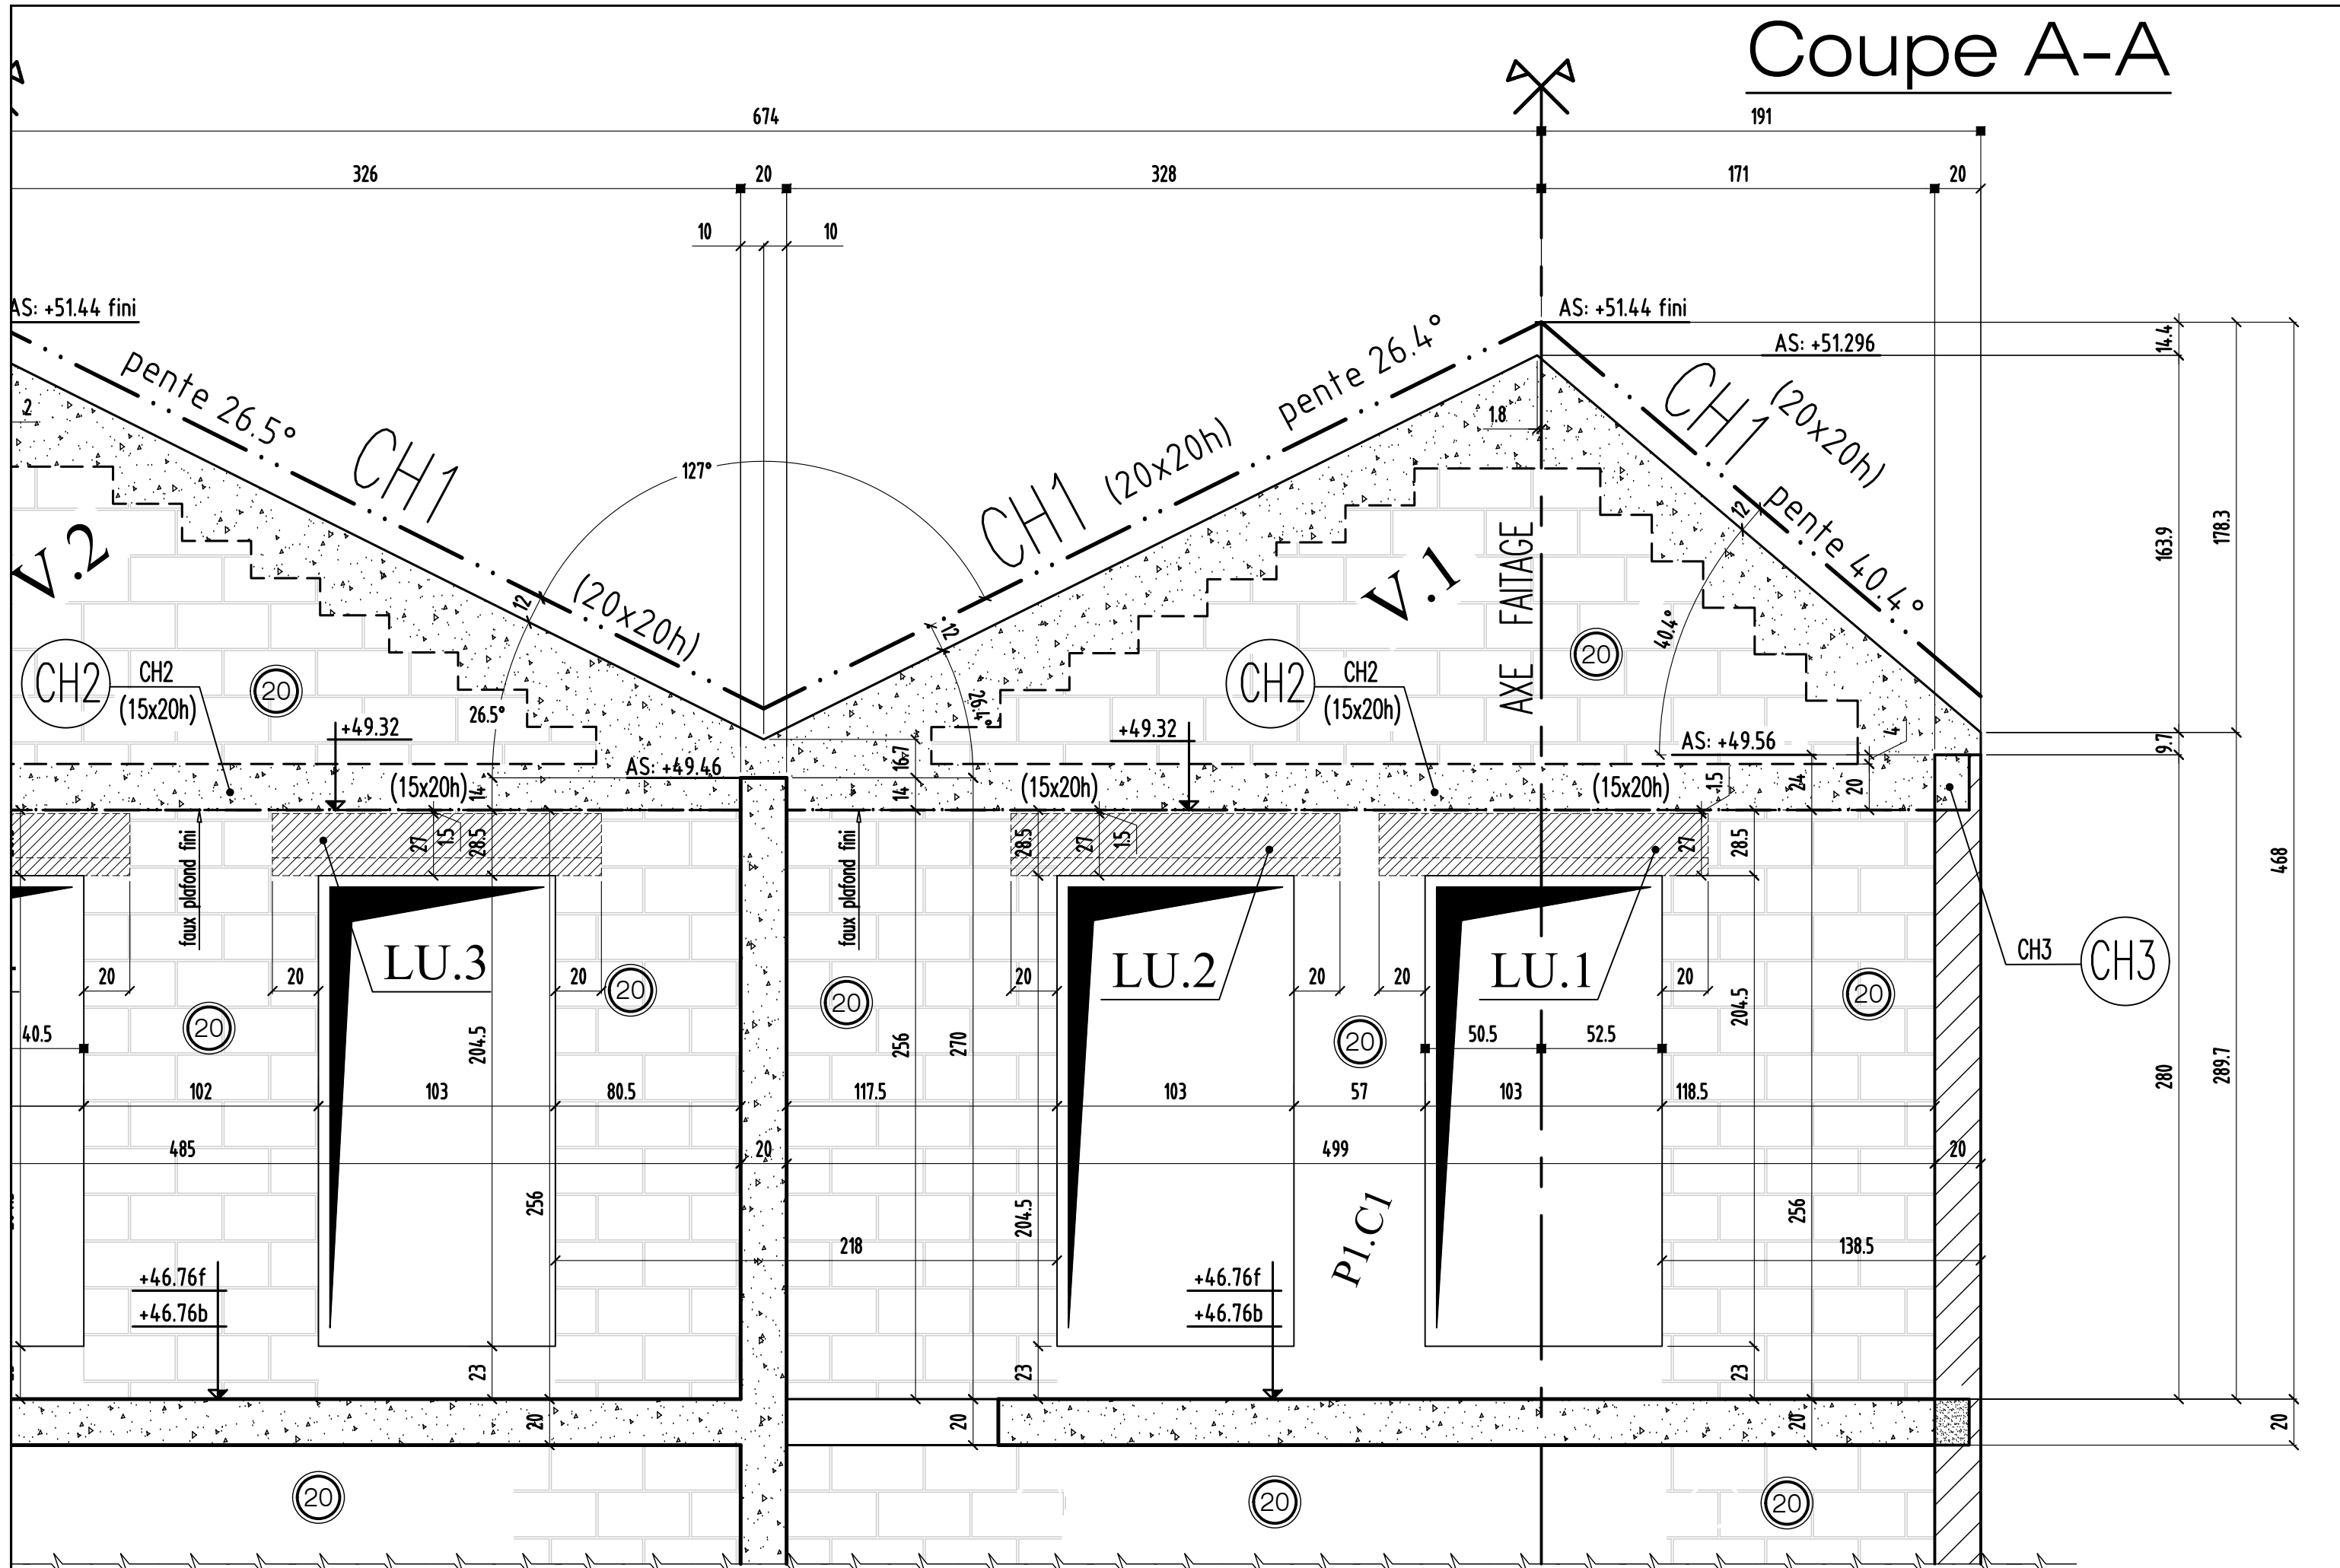 Coupe A-A
674
191
326
20
328
171
20
10
10
AS: +51.44 fini
AS: +51.44 fini
14.4
AS: +51.296
pente 26.5°
CH1
(20x20h)
127°
CH1
(20x20h)
pente 26.4°
1.8
CH1
(20x20h)
pente 40.4°
2
12
12
12
163.9
178.3
V.2
V.1
AXE FAITAGE
40.4°
20
CH2
CH2
(15x20h)
20
26.5°
26.4°
CH2
CH2
(15x20h)
+49.32
+49.32
AS: +49.46
16.7
14
14
AS: +49.56
4
9.7
(15x20h)
(15x20h)
(15x20h)
1.5
24
20
faux plafond fini
27
1.5
28.5
faux plafond fini
28.5
27
1.5
27
28.5
468
LU.3
LU.2
LU.1
CH3
CH3
20
20
20
20
20
20
20
20
20
20
20
20
20
40.5
204.5
256
270
50.5
52.5
204.5
280
289.7
102
103
80.5
117.5
103
57
103
118.5
485
20
499
20
256
204.5
P1.C1
256
218
138.5
+46.76f
+46.76b
+46.76f
+46.76b
23
23
23
20
20
20
20
20
20
20